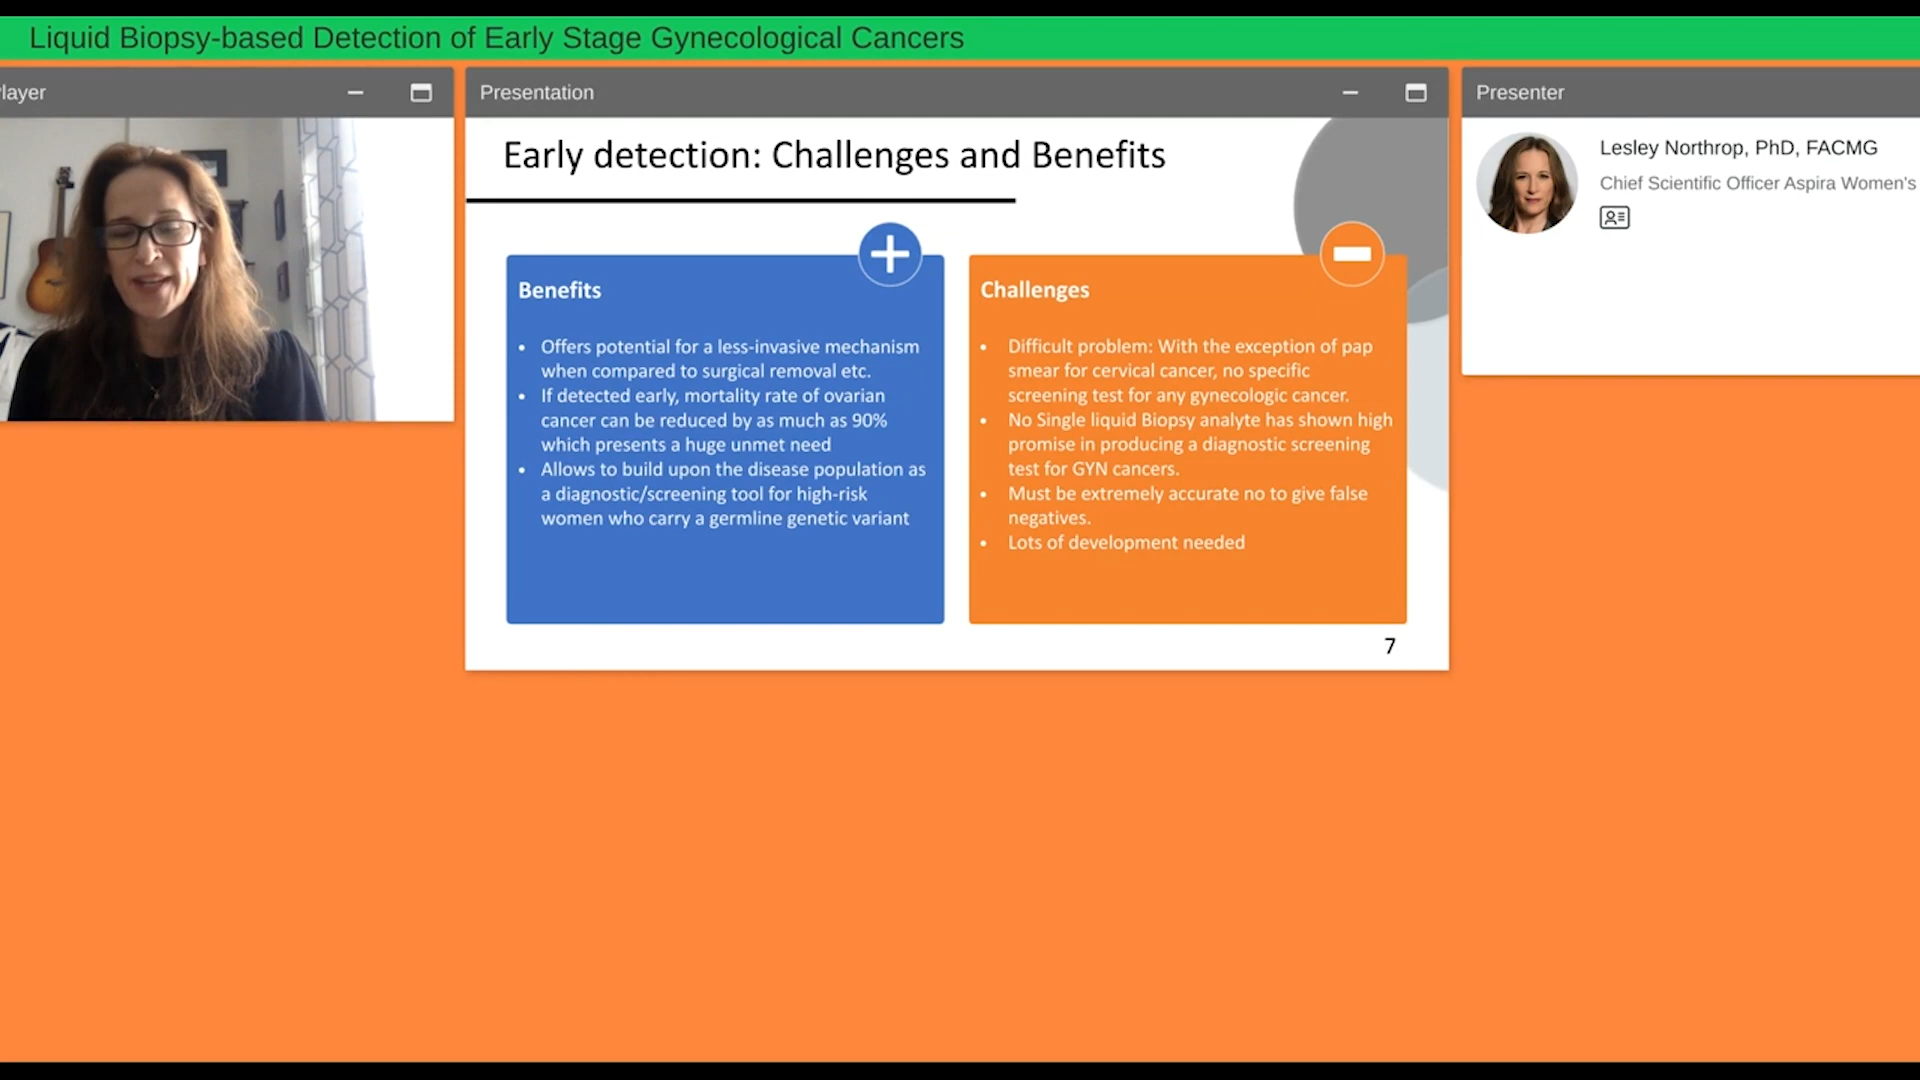 Liquid Biopsy-based Detection of Early Stage Gynecological Cancers
layer
Presentation
Early detection: Challenges and Benefits
Benefits
• Offers potential for a less-invasive mechanism
when compared to surgical removal etc.
• If detected early, mortality rate of ovarian
cancer can be reduced by as much as 90%
which presents a huge unmet need
• Allows to build upon the disease population as
a diagnostic/screening tool for high-risk
women who carry a germline genetic variant
Challenges
• Difficult problem: With the exception of pap
smear for cervical cancer, no specific
screening test for any gynecologic cancer.
• No Single liquid Biopsy analyte has shown high
promise in producing a diagnostic screening
test for GYN cancers.
• Must be extremely accurate no to give false
negatives.
• Lots of development needed
7
Presenter
Lesley Northrop, PhD, FACMG
Chief Scientific Officer Aspira Women's